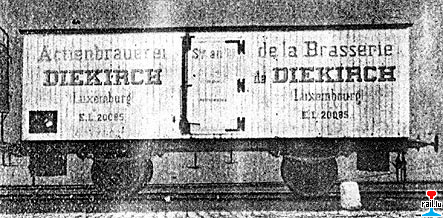 Actienbrauerei
DIEKIRCH
Luxemburg
E.L 20085.
de la Brasserie
de DIEKIRCH
Luxembourg
E.L 20085.
rail.lu